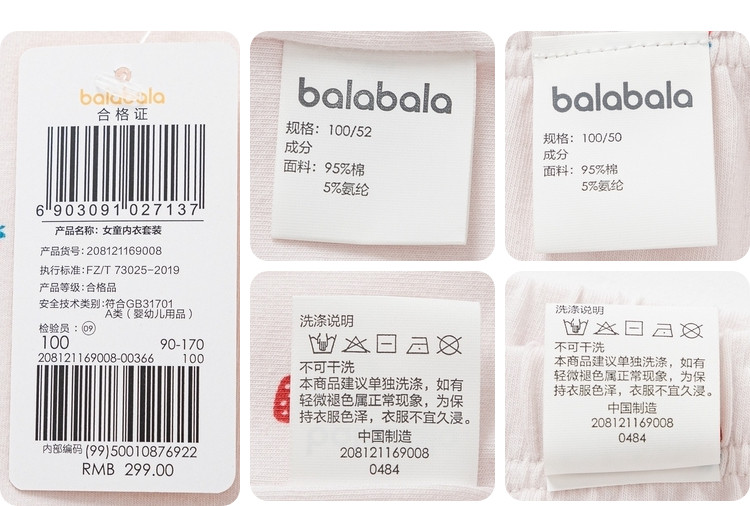 balabala
合格证
6 903091 027137
产品名称: 女童内衣套装
产品货号: 208121169008
执行标准: FZ/T 73025-2019
产品等级: 合格品
安全技术类别: 符合GB31701
A类 (婴幼儿用品)
检验员: 09
100 90-170
208121169008-00366 100
内部编码 (99)50010876922
RMB 299.00
balabala
规格: 100/52
成分
面料: 95%棉
5%氨纶
balabala
规格: 100/50
成分
面料: 95%棉
5%氨纶
洗涤说明
不可干洗
本商品建议单独洗涤，如有
轻微褪色属正常现象，为保
持衣服色泽，衣服不宜久浸。
中国制造
208121169008
0484
洗涤说明
不可干洗
本商品建议单独洗涤，如有
轻微褪色属正常现象，为保
持衣服色泽，衣服不宜久浸。
中国制造
208121169008
0484